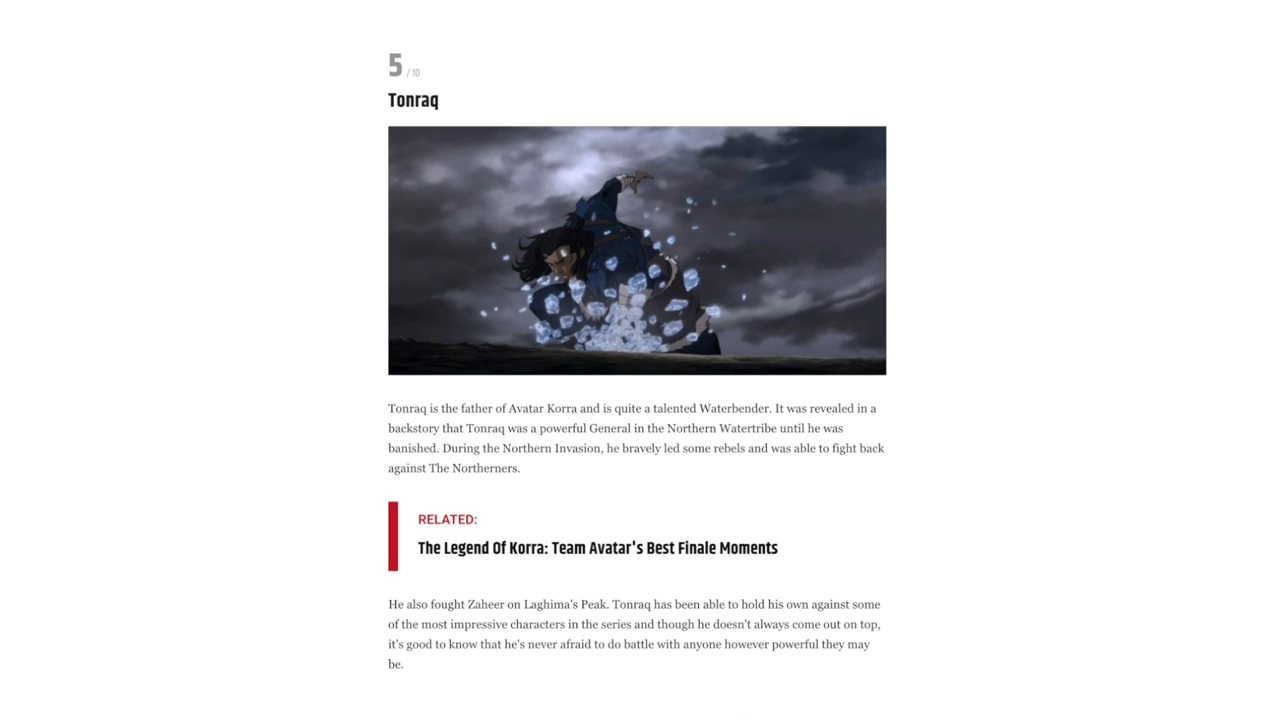 5 / 10
Tonraq
Tonraq is the father of Avatar Korra and is quite a talented Waterbender. It was revealed in a
backstory that Tonraq was a powerful General in the Northern Watertribe until he was
banished. During the Northern Invasion, he bravely led some rebels and was able to fight back
against The Northerners.
RELATED:
The Legend Of Korra: Team Avatar's Best Finale Moments
He also fought Zaheer on Laghima's Peak. Tonraq has been able to hold his own against some
of the most impressive characters in the series and though he doesn't always come out on top,
it's good to know that he's never afraid to do battle with anyone however powerful they may
be.